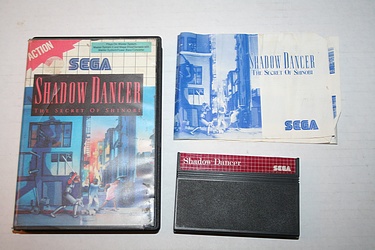 ACTION
SEGA
SHADOW DANCER
THE SECRET OF SHINOBI
SHADOW DANCER
THE SECRET OF SHINOBI
SEGA
Shadow Dancer
SEGA